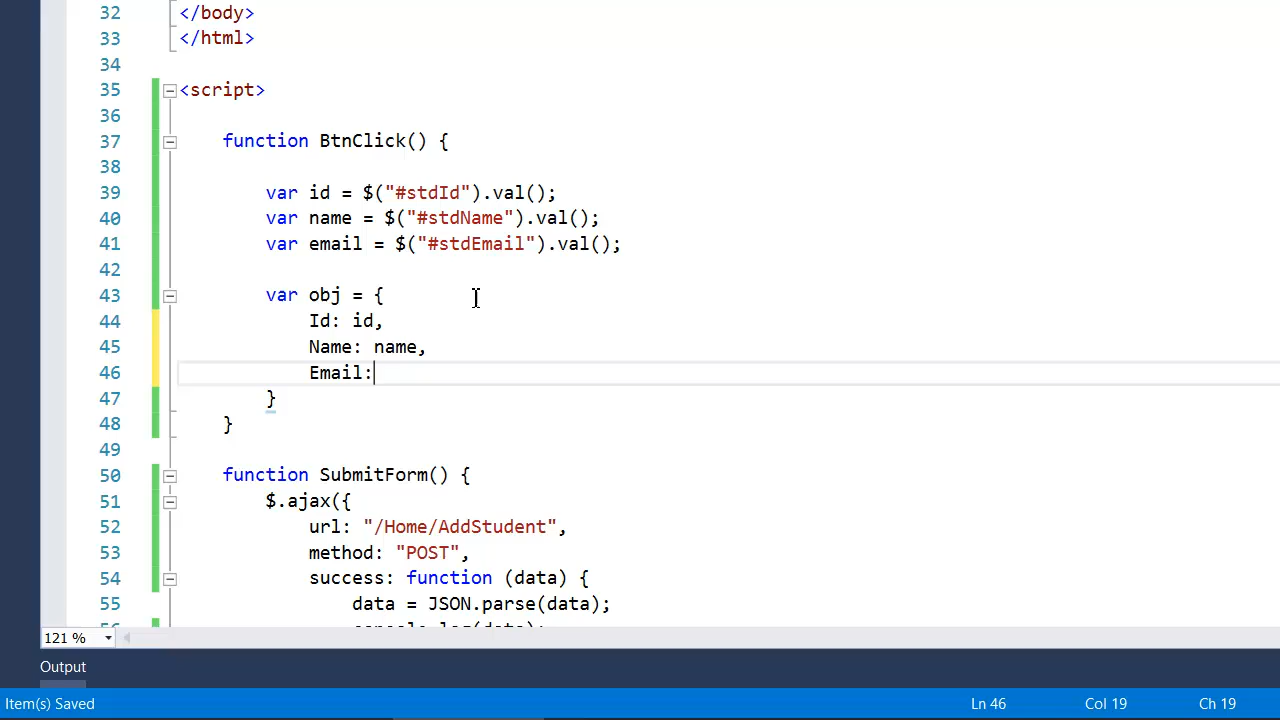 32 </body>
33 </html>
34
35 <script>
36
37 function BtnClick() {
38
39 var id = $("#stdId").val();
40 var name = $("#stdName").val();
41 var email = $("#stdEmail").val();
42
43 var obj = {
44 Id: id,
45 Name: name,
46 Email:
47 }
48 }
49
50 function SubmitForm() {
51 $.ajax({
52 url: "/Home/AddStudent",
53 method: "POST",
54 success: function (data) {
55 data = JSON.parse(data);
56 console.log(data);
121 %
Output
Item(s) Saved Ln 46 Col 19 Ch 19